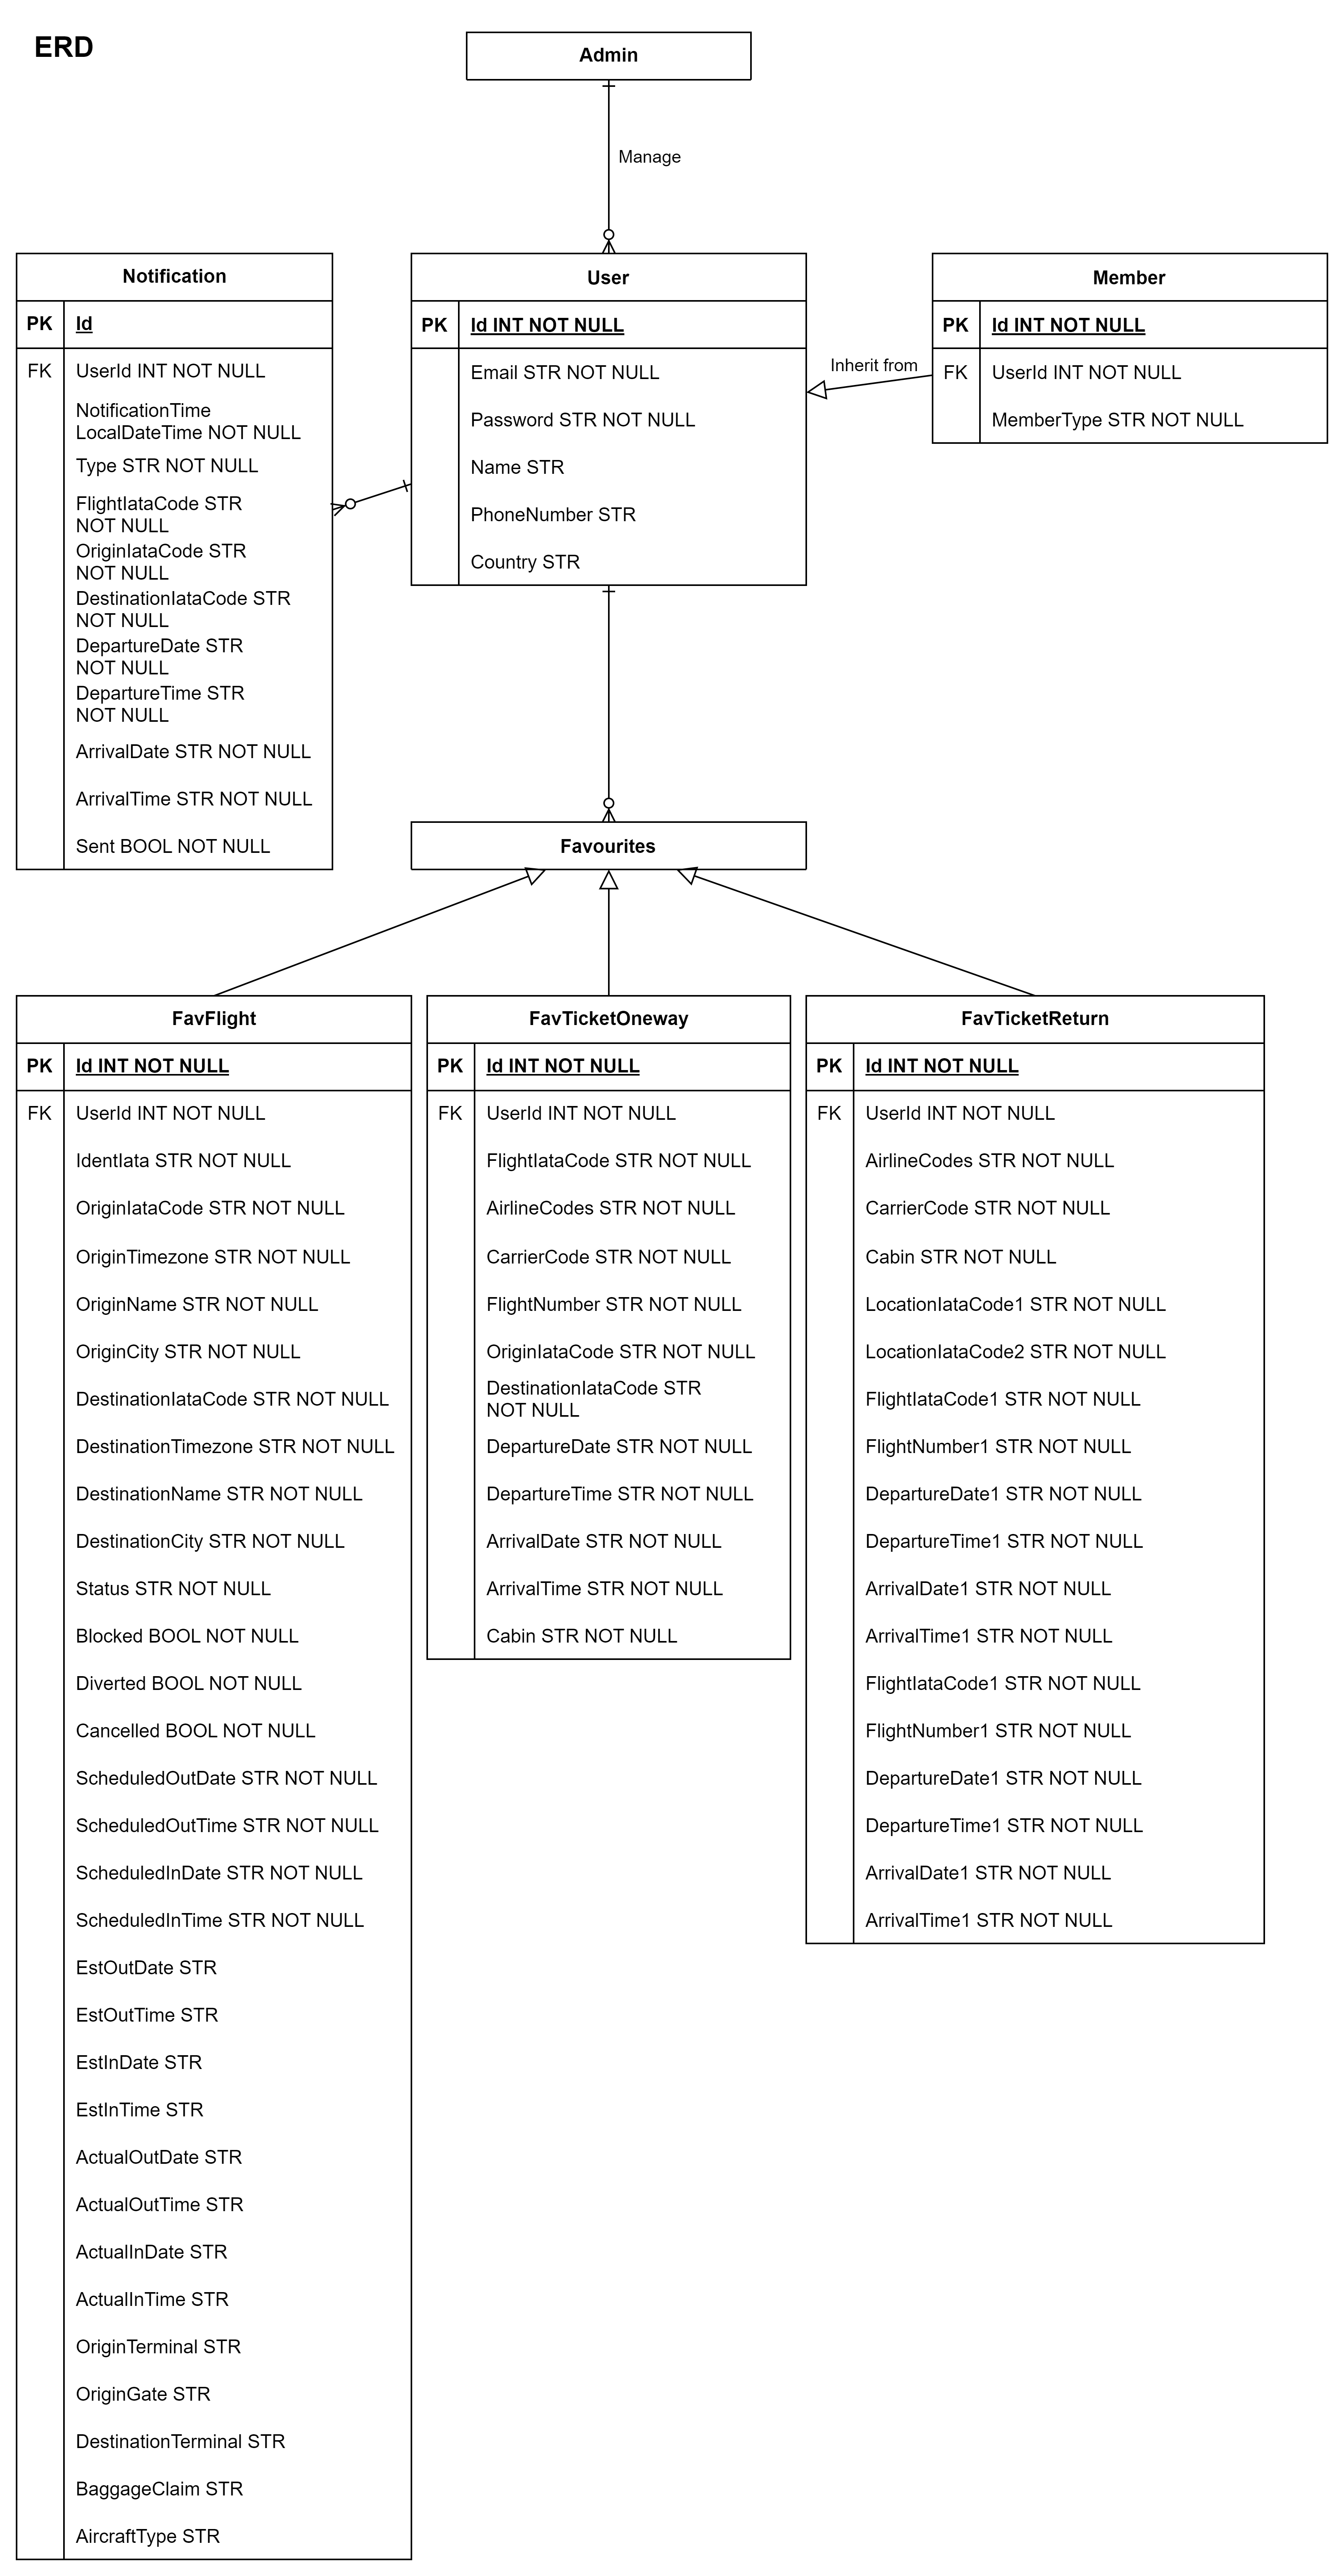 ERD
Admin
Manage
Notification
PK Id
FK UserId INT NOT NULL
NotificationTime
LocalDateTime NOT NULL
Type STR NOT NULL
FlightIataCode STR
NOT NULL
OriginIataCode STR
NOT NULL
DestinationIataCode STR
NOT NULL
DepartureDate STR
NOT NULL
DepartureTime STR
NOT NULL
ArrivalDate STR NOT NULL
ArrivalTime STR NOT NULL
Sent BOOL NOT NULL
User
PK Id INT NOT NULL
Email STR NOT NULL
Password STR NOT NULL
Name STR
PhoneNumber STR
Country STR
Inherit from
Member
PK Id INT NOT NULL
FK UserId INT NOT NULL
MemberType STR NOT NULL
Favourites
FavFlight
PK Id INT NOT NULL
FK UserId INT NOT NULL
IdentIata STR NOT NULL
OriginIataCode STR NOT NULL
OriginTimezone STR NOT NULL
OriginName STR NOT NULL
OriginCity STR NOT NULL
DestinationIataCode STR NOT NULL
DestinationTimezone STR NOT NULL
DestinationName STR NOT NULL
DestinationCity STR NOT NULL
Status STR NOT NULL
Blocked BOOL NOT NULL
Diverted BOOL NOT NULL
Cancelled BOOL NOT NULL
ScheduledOutDate STR NOT NULL
ScheduledOutTime STR NOT NULL
ScheduledInDate STR NOT NULL
ScheduledInTime STR NOT NULL
EstOutDate STR
EstOutTime STR
EstInDate STR
EstInTime STR
ActualOutDate STR
ActualOutTime STR
ActualInDate STR
ActualInTime STR
OriginTerminal STR
OriginGate STR
DestinationTerminal STR
BaggageClaim STR
AircraftType STR
FavTicketOneway
PK Id INT NOT NULL
FK UserId INT NOT NULL
FlightIataCode STR NOT NULL
AirlineCodes STR NOT NULL
CarrierCode STR NOT NULL
FlightNumber STR NOT NULL
OriginIataCode STR NOT NULL
DestinationIataCode STR
NOT NULL
DepartureDate STR NOT NULL
DepartureTime STR NOT NULL
ArrivalDate STR NOT NULL
ArrivalTime STR NOT NULL
Cabin STR NOT NULL
FavTicketReturn
PK Id INT NOT NULL
FK UserId INT NOT NULL
AirlineCodes STR NOT NULL
CarrierCode STR NOT NULL
Cabin STR NOT NULL
LocationIataCode1 STR NOT NULL
LocationIataCode2 STR NOT NULL
FlightIataCode1 STR NOT NULL
FlightNumber1 STR NOT NULL
DepartureDate1 STR NOT NULL
DepartureTime1 STR NOT NULL
ArrivalDate1 STR NOT NULL
ArrivalTime1 STR NOT NULL
FlightIataCode1 STR NOT NULL
FlightNumber1 STR NOT NULL
DepartureDate1 STR NOT NULL
DepartureTime1 STR NOT NULL
ArrivalDate1 STR NOT NULL
ArrivalTime1 STR NOT NULL